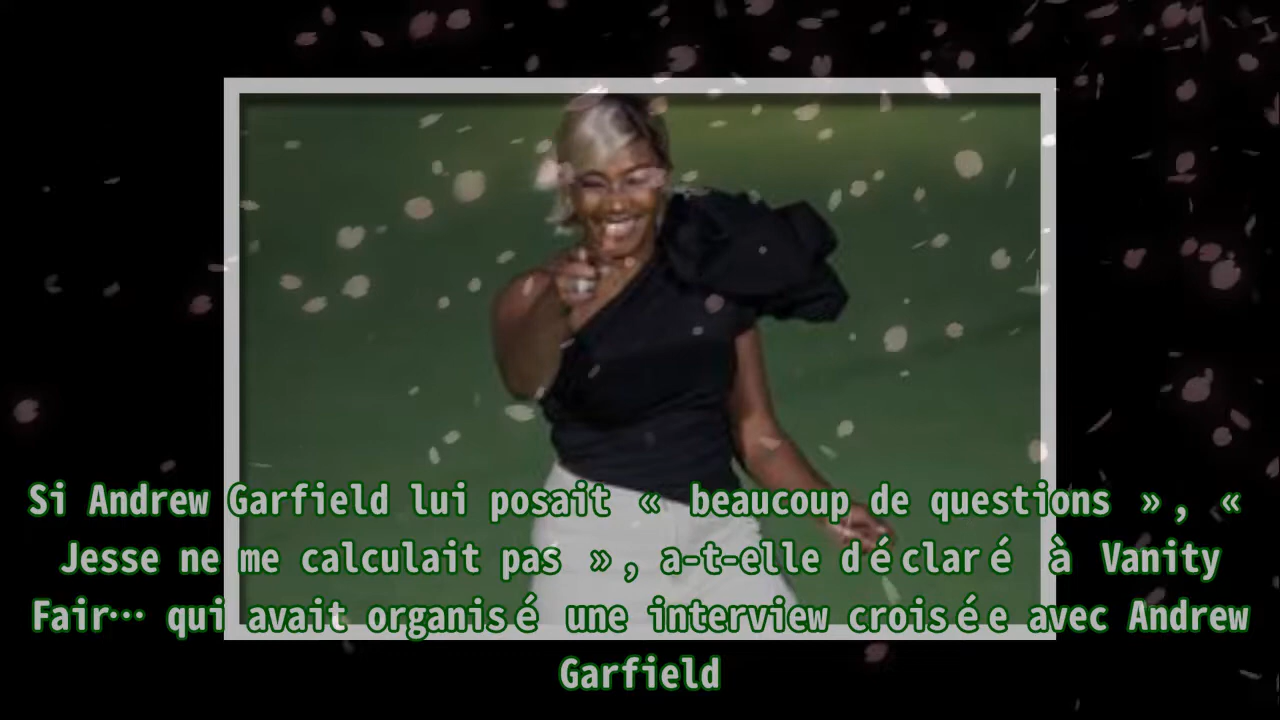 Si Andrew Garfield lui posait « beaucoup de questions », «
Jesse ne me calculait pas », a-t-elle déclaré à Vanity
Fair… qui avait organisé une interview croisée avec Andrew
Garfield